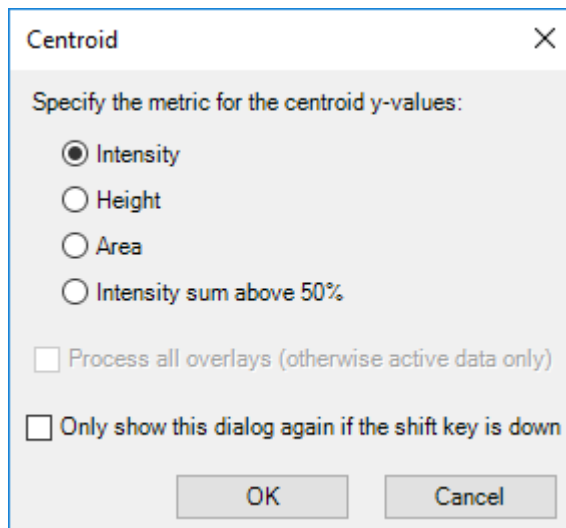 Centroid
Specify the metric for the centroid y-values:
Intensity
Height
Area
Intensity sum above 50%
Process all overlays (otherwise active data only)
Only show this dialog again if the shift key is down
OK Cancel